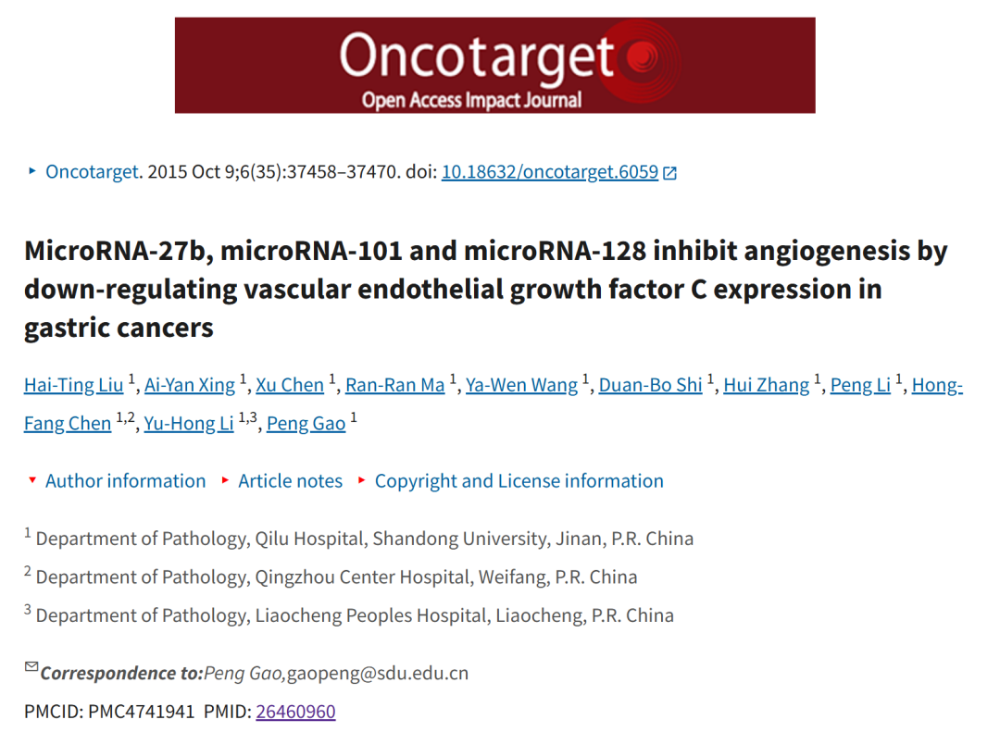 Oncotarget
Open Access Impact Journal
Oncotarget. 2015 Oct 9;6(35):37458–37470. doi: 10.18632/oncotarget.6059
MicroRNA-27b, microRNA-101 and microRNA-128 inhibit angiogenesis by
down-regulating vascular endothelial growth factor C expression in
gastric cancers
Hai-Ting Liu 1, Ai-Yan Xing 1, Xu Chen 1, Ran-Ran Ma 1, Ya-Wen Wang 1, Duan-Bo Shi 1, Hui Zhang 1, Peng Li 1, Hong-
Fang Chen 1,2, Yu-Hong Li 1,3, Peng Gao 1
Author information Article notes Copyright and License information
1 Department of Pathology, Qilu Hospital, Shandong University, Jinan, P.R. China
2 Department of Pathology, Qingzhou Center Hospital, Weifang, P.R. China
3 Department of Pathology, Liaocheng Peoples Hospital, Liaocheng, P.R. China
Correspondence to:Peng Gao,gaopeng@sdu.edu.cn
PMCID: PMC4741941 PMID: 26460960